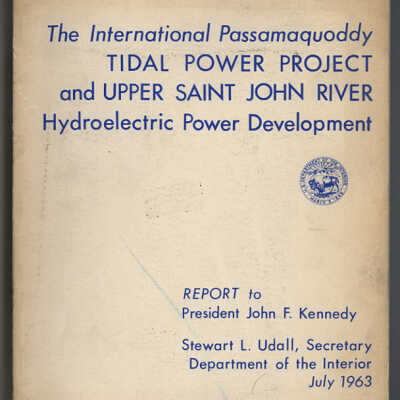 The International Passamaquoddy
TIDAL POWER PROJECT
and UPPER SAINT JOHN RIVER
Hydroelectric Power Development
REPORT to
President John F. Kennedy
Stewart L. Udall, Secretary
Department of the Interior
July 1963